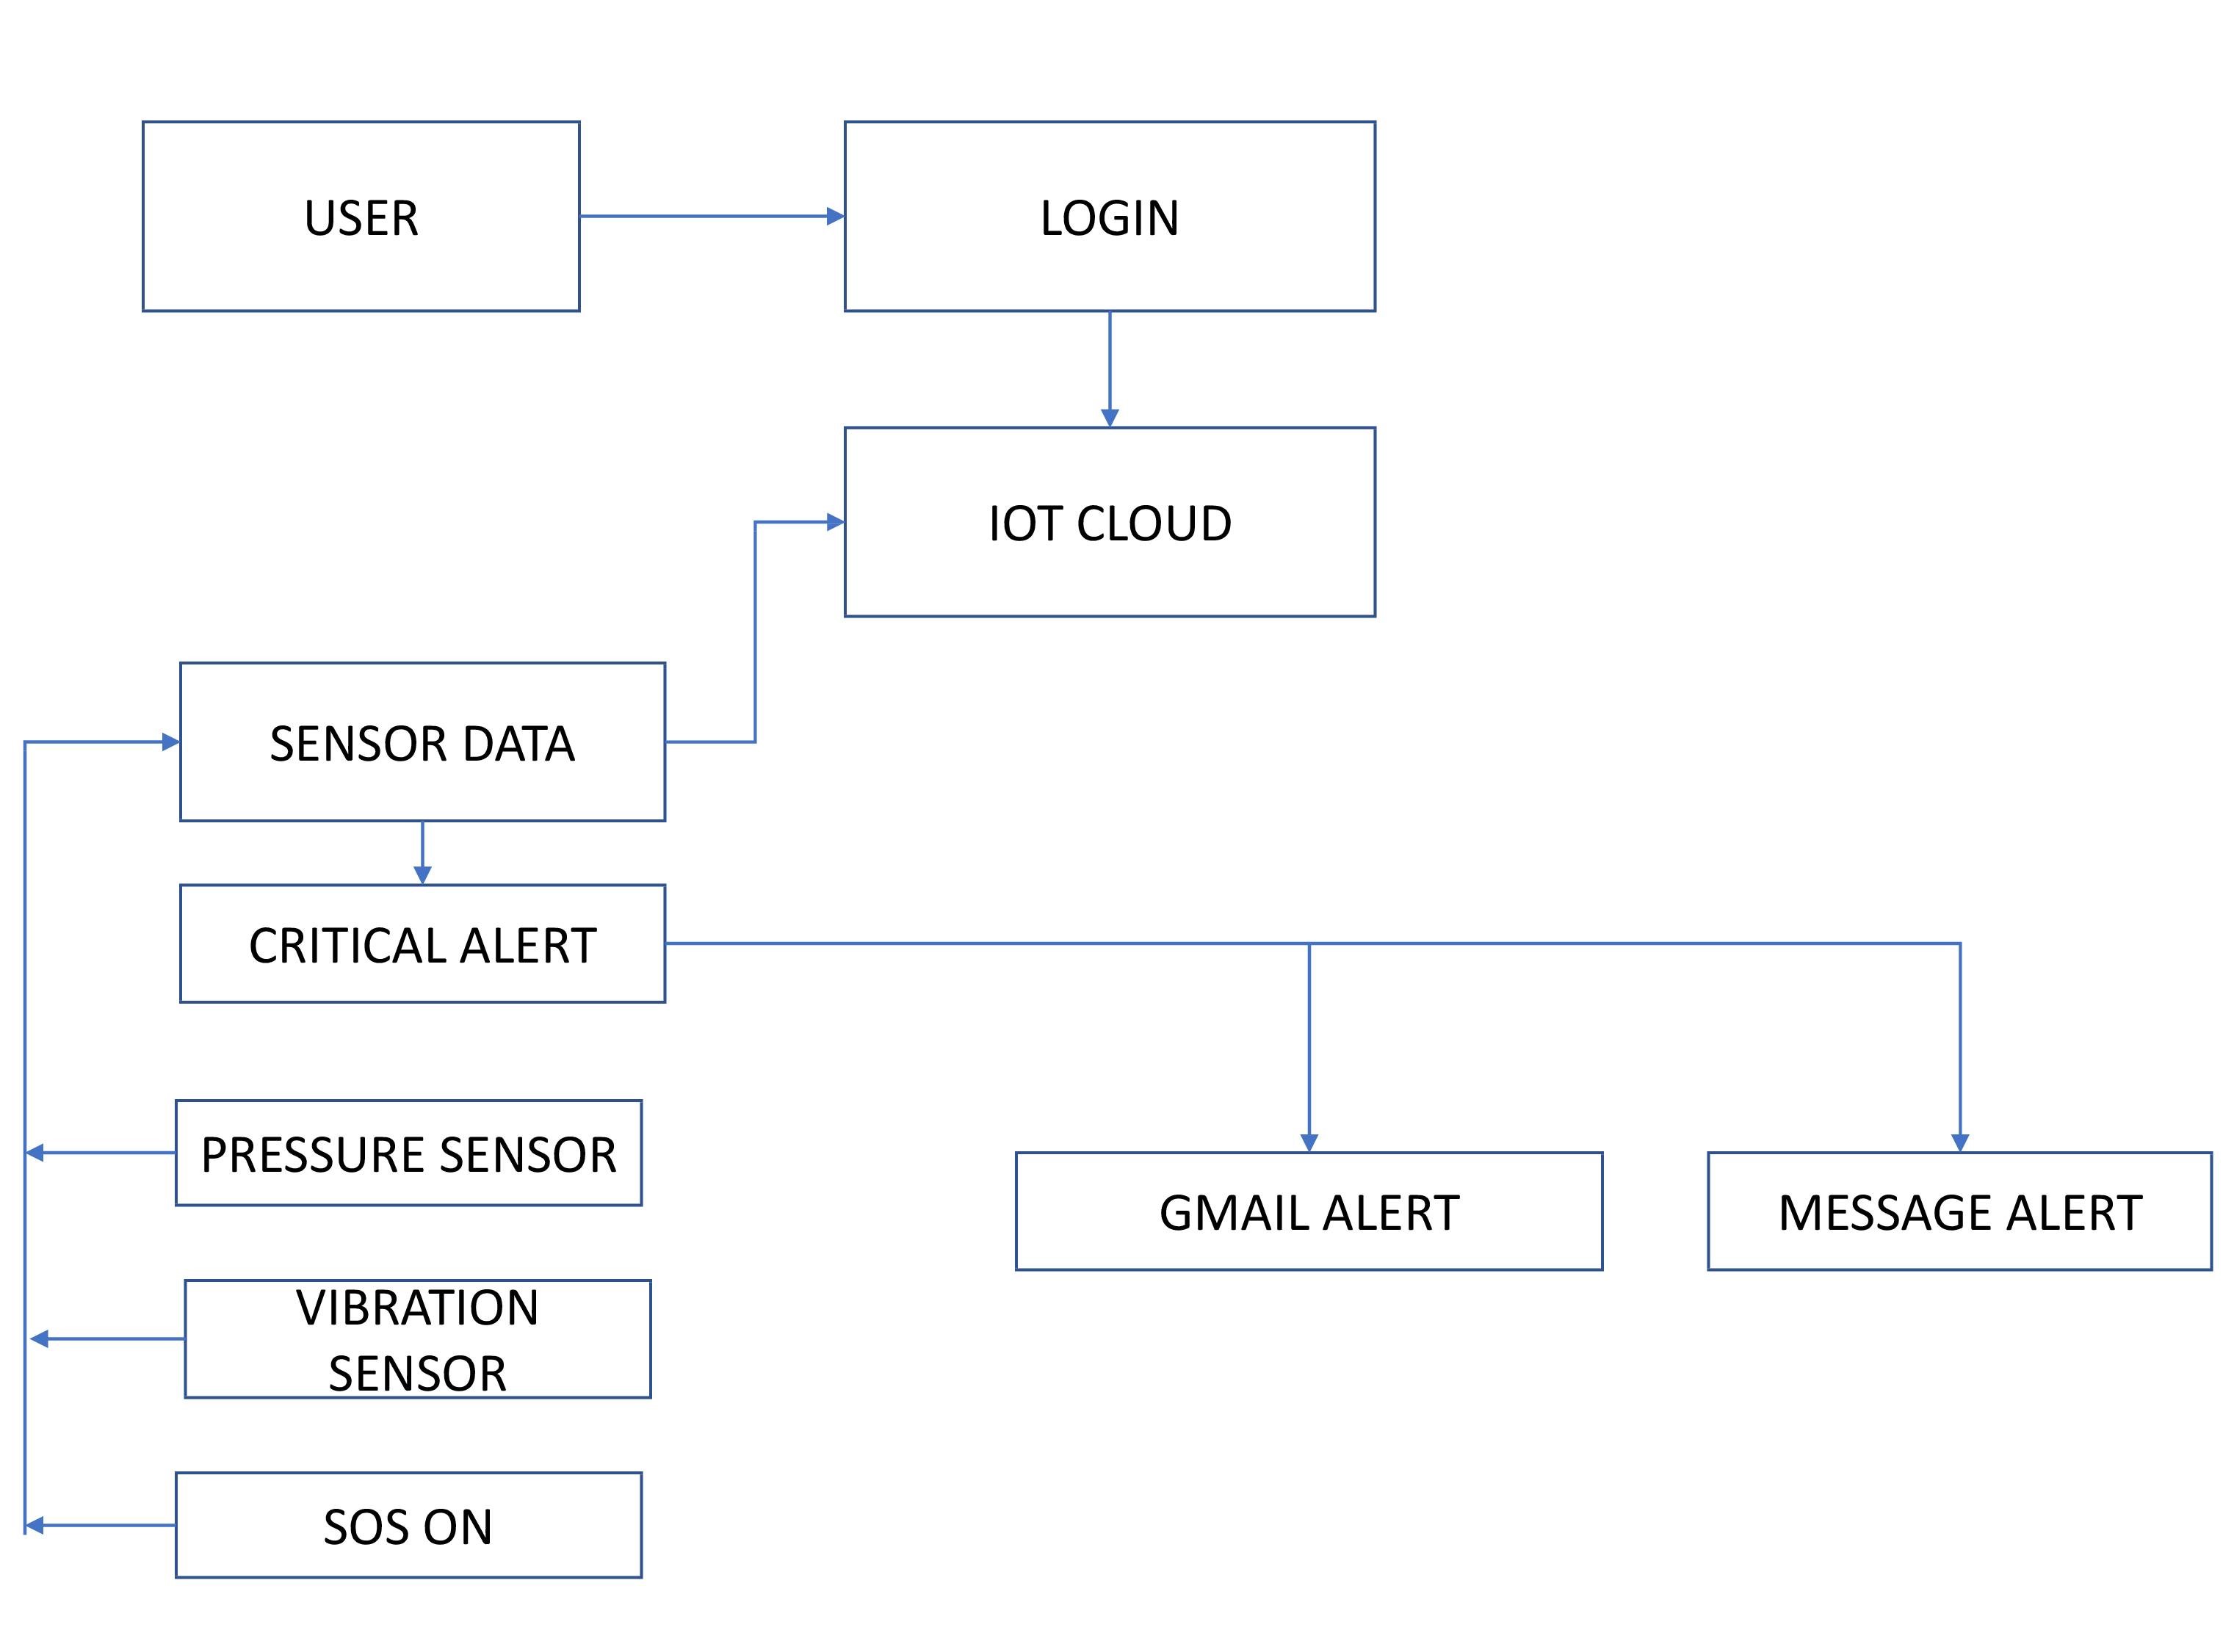 USER
LOGIN
IOT CLOUD
SENSOR DATA
CRITICAL ALERT
PRESSURE SENSOR
GMAIL ALERT
MESSAGE ALERT
VIBRATION
SENSOR
SOS ON